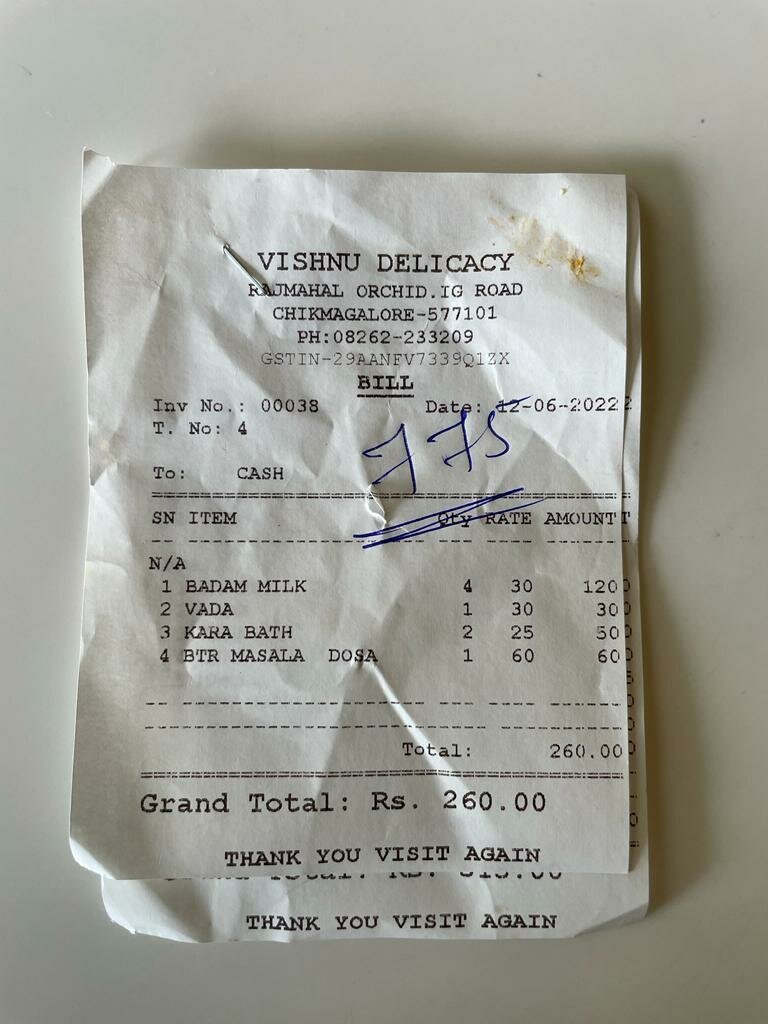 VISHNU DELICACY
RAJMAHAL ORCHID.IG ROAD
CHIKMAGALORE-577101
PH:08262-233209
GSTIN-29AANFV7339Q1ZX
BILL
Inv No.: 00038 Date: 12-06-2022
T. No: 4
775
To: CASH
SN ITEM Qty RATE AMOUNT
N/A
1 BADAM MILK 4 30 120
2 VADA 1 30 30
3 KARA BATH 2 25 50
4 BTR MASALA DOSA 1 60 60
Total: 260.00
Grand Total: Rs. 260.00
THANK YOU VISIT AGAIN
THANK YOU VISIT AGAIN